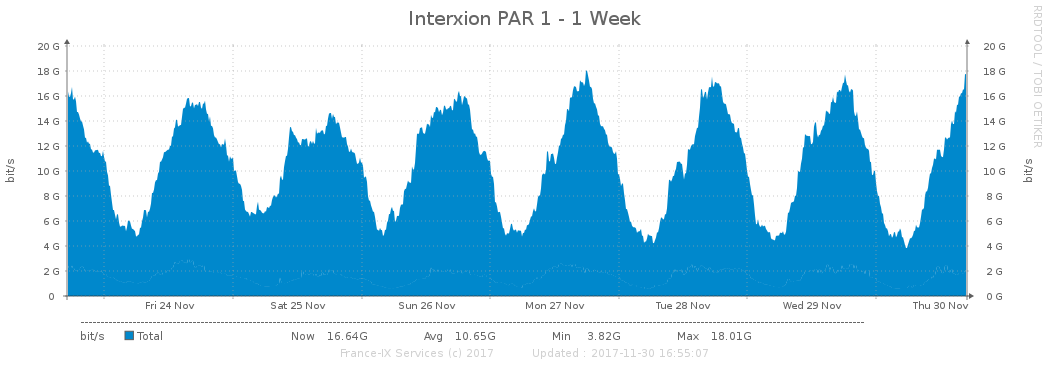 Interxion PAR 1 - 1 Week
RRDTOOL / TOBI OETIKER
bit/s
20 G 20 G
18 G 18 G
16 G 16 G
14 G 14 G
12 G 12 G
10 G 10 G
8 G 8 G
6 G 6 G
4 G 4 G
2 G 2 G
0 0 G
bit/s
Fri 24 Nov Sat 25 Nov Sun 26 Nov Mon 27 Nov Tue 28 Nov Wed 29 Nov Thu 30 Nov
bit/s Total Now 16.64G Avg 10.65G Min 3.82G Max 18.01G
France-IX Services (c) 2017 Updated : 2017-11-30 16:55:07